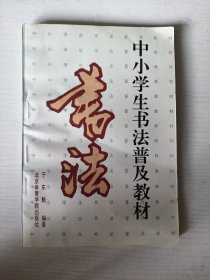 中小学生书法普及教材
书法
于东魁 编著
北京体育学院出版社